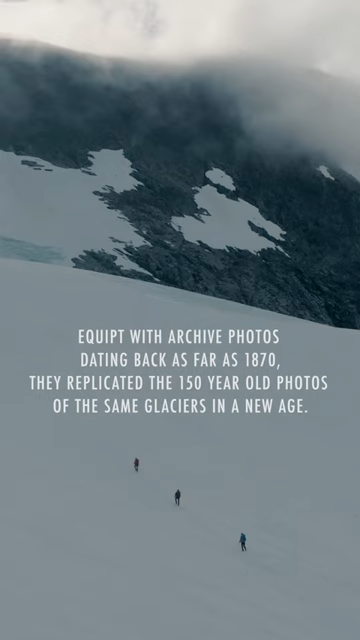 EQUIPT WITH ARCHIVE PHOTOS
DATING BACK AS FAR AS 1870,
THEY REPLICATED THE 150 YEAR OLD PHOTOS
OF THE SAME GLACIERS IN A NEW AGE.